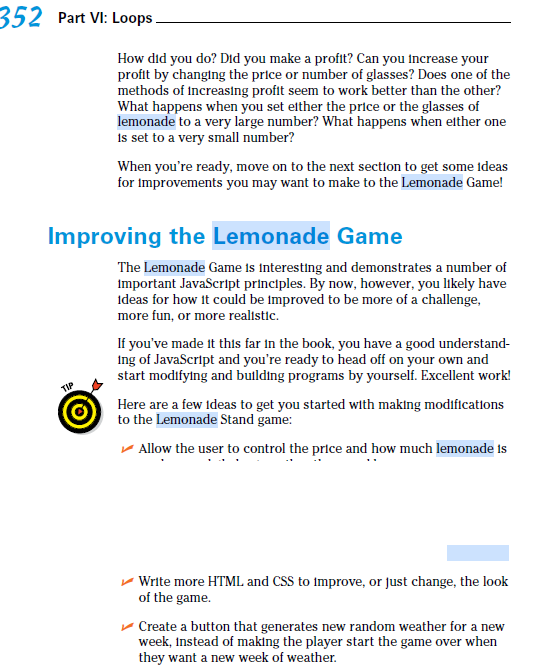 352 Part VI: Loops
How did you do? Did you make a profit? Can you increase your
profit by changing the price or number of glasses? Does one of the
methods of increasing profit seem to work better than the other?
What happens when you set either the price or the glasses of
lemonade to a very large number? What happens when either one
is set to a very small number?
When you're ready, move on to the next section to get some ideas
for improvements you may want to make to the Lemonade Game!
Improving the Lemonade Game
The Lemonade Game is interesting and demonstrates a number of
important JavaScript principles. By now, however, you likely have
ideas for how it could be improved to be more of a challenge,
more fun, or more realistic.
If you've made it this far in the book, you have a good understand-
ing of JavaScript and you're ready to head off on your own and
start modifying and building programs by yourself. Excellent work!
TIP
Here are a few ideas to get you started with making modifications
to the Lemonade Stand game:
✓ Allow the user to control the price and how much lemonade is
✓ Write more HTML and CSS to improve, or just change, the look
of the game.
✓ Create a button that generates new random weather for a new
week, instead of making the player start the game over when
they want a new week of weather.